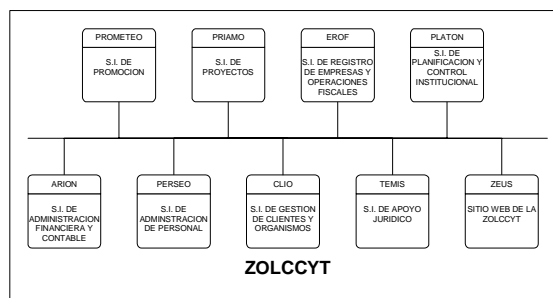 PROMETEO
S.I. DE
PROMOCION
PRIAMO
S.I. DE
PROYECTOS
EROF
S.I. DE REGISTRO
DE EMPRESAS Y
OPERACIONES
FISCALES
PLATON
S.I. DE
PLANIFICACION Y
CONTROL
INSTITUCIONAL
ARION
S.I. DE
ADMINISTRACION
FINANCIERA Y
CONTABLE
PERSEO
S.I. DE
ADMINSTRACION
DE PERSONAL
CLIO
S.I. DE GESTION
DE CLIENTES Y
ORGANISMOS
TEMIS
S.I. DE APOYO
JURIDICO
ZEUS
SITIO WEB DE LA
ZOLCCYT
ZOLCCYT